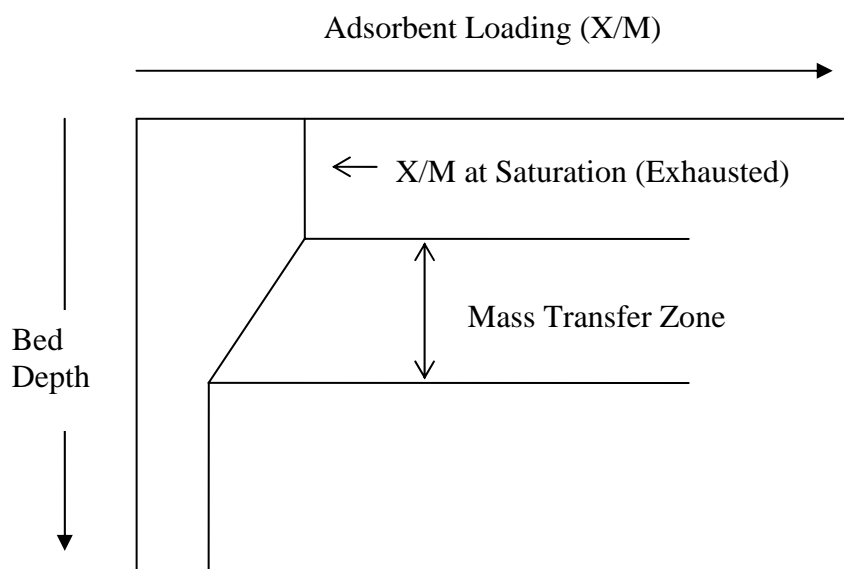 Adsorbent Loading (X/M)
X/M at Saturation (Exhausted)
Mass Transfer Zone
Bed
Depth